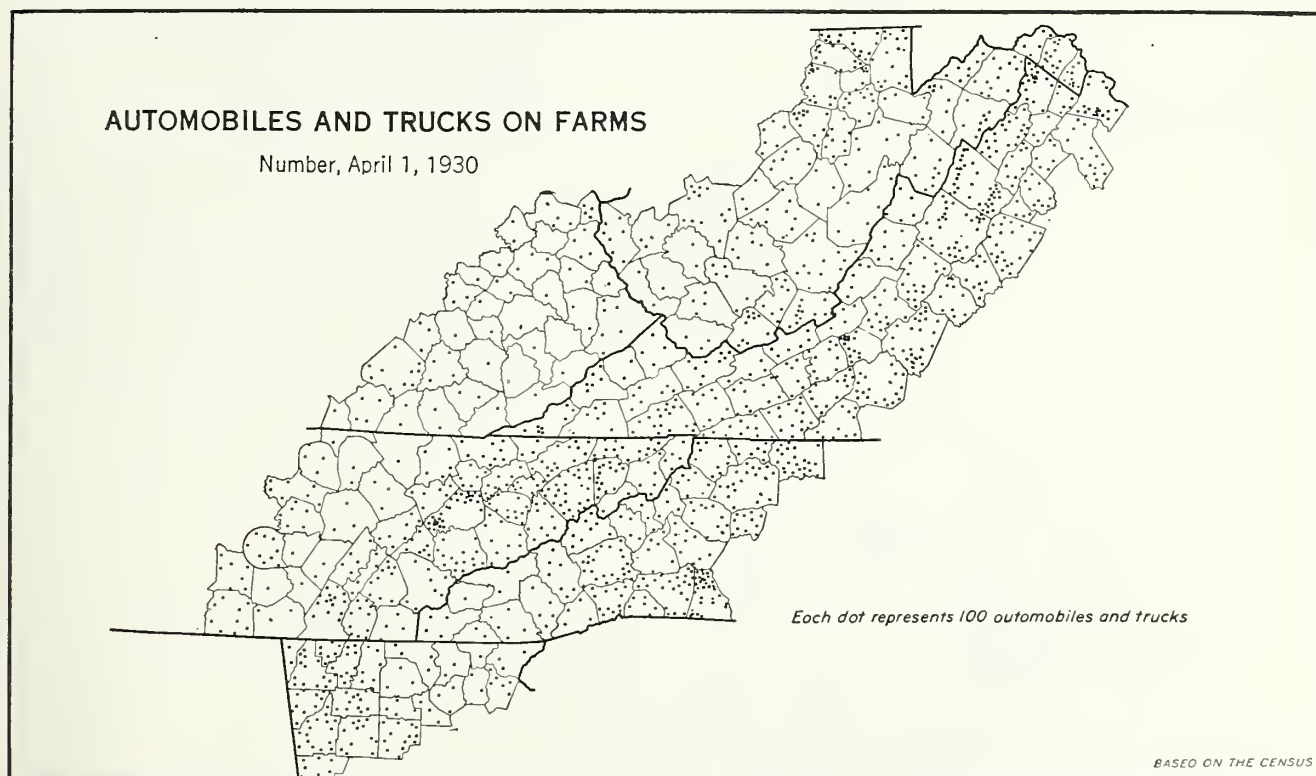 AUTOMOBILES AND TRUCKS ON FARMS
Number, April 1, 1930
Each dot represents 100 automobiles and trucks
BASED ON THE CENSUS